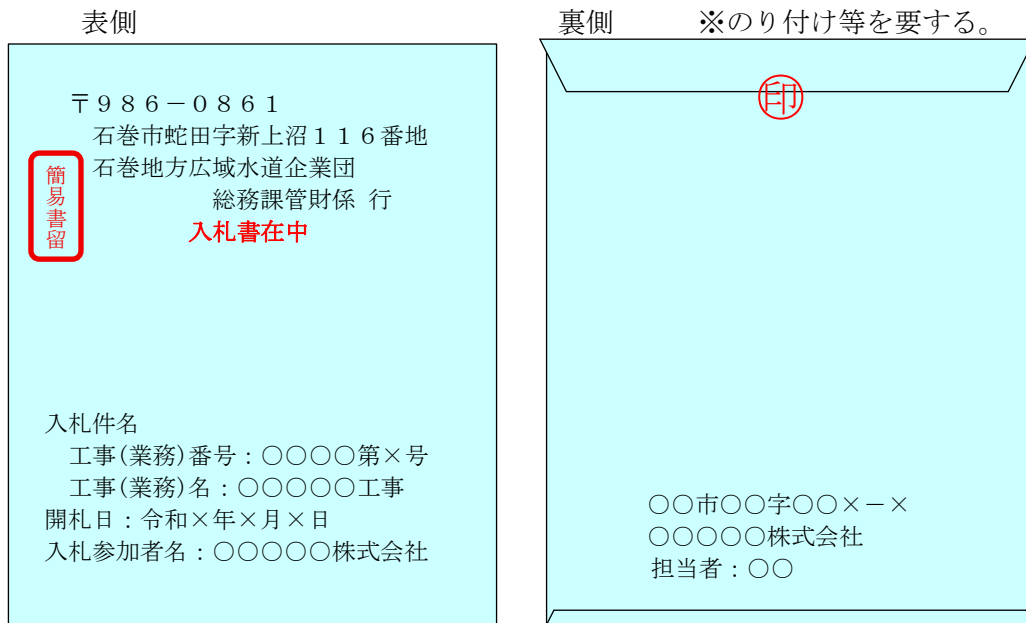 表側
〒986-0861
石巻市蛇田字新上沼116番地
石巻地方広域水道企業団
総務課管財係 行
入札書在中
簡易書留
入札件名
工事(業務)番号:○○○○第×号
工事(業務)名:○○○○○工事
開札日:令和×年×月×日
入札参加者名:○○○○○株式会社
裏側 ※のり付け等を要する。
印
○○市○○字○○×-×
○○○○○株式会社
担当者:○○